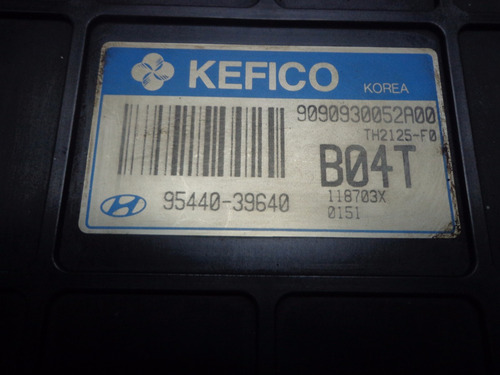 KEFICO KOREA
9090930052A00
TH2125-F0
B04T
118703X
95440-39640
0151